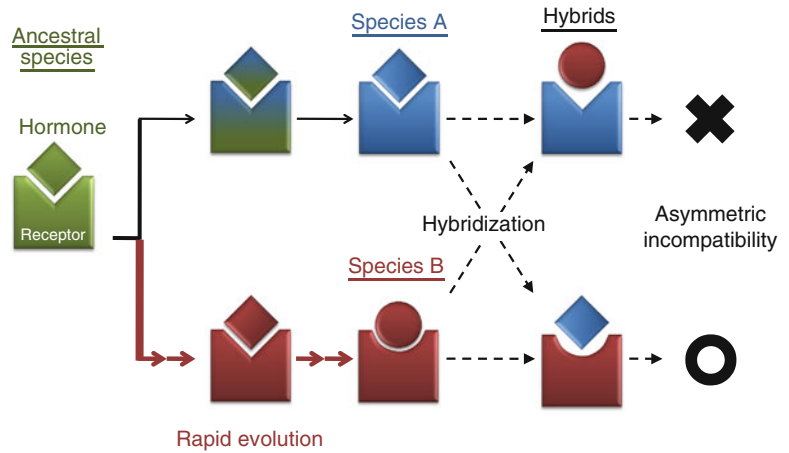 Ancestral
species
Hormone
Receptor
Species A
Hybrids
Hybridization
Asymmetric
incompatibility
Species B
Rapid evolution